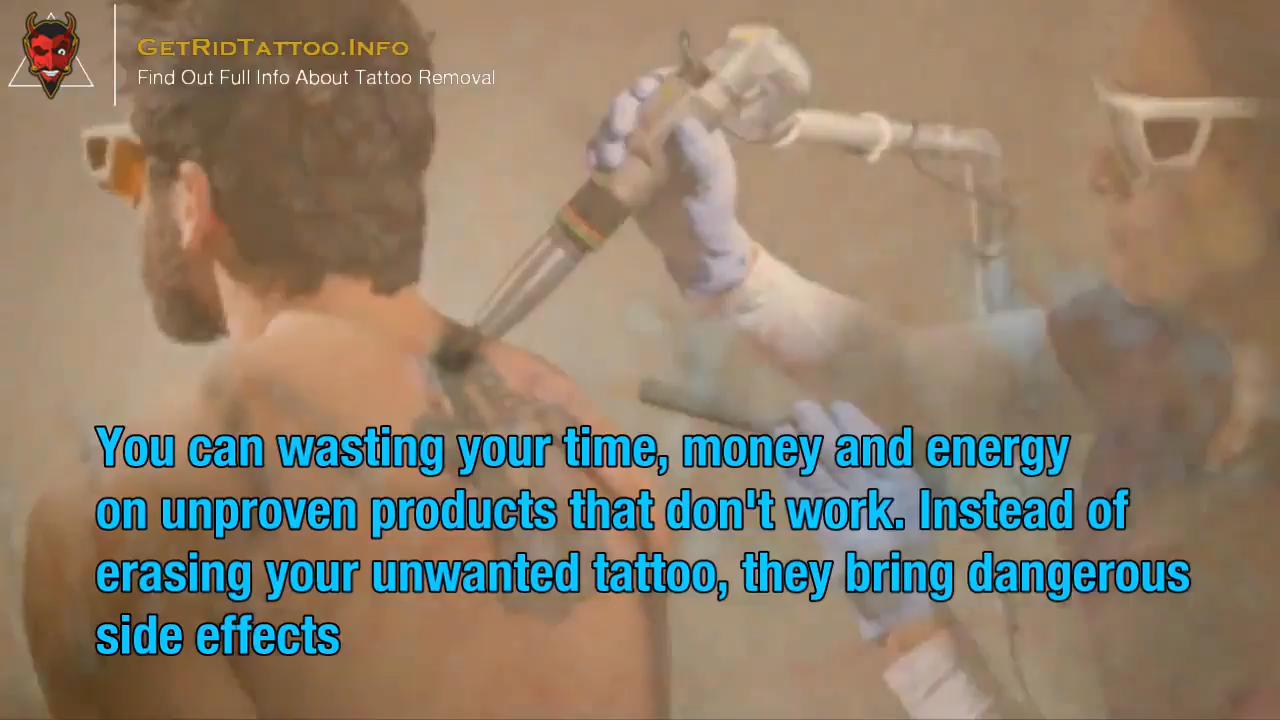 GetRidTattoo.Info
Find Out Full Info About Tattoo Removal
You can wasting your time, money and energy
on unproven products that don't work. Instead of
erasing your unwanted tattoo, they bring dangerous
side effects